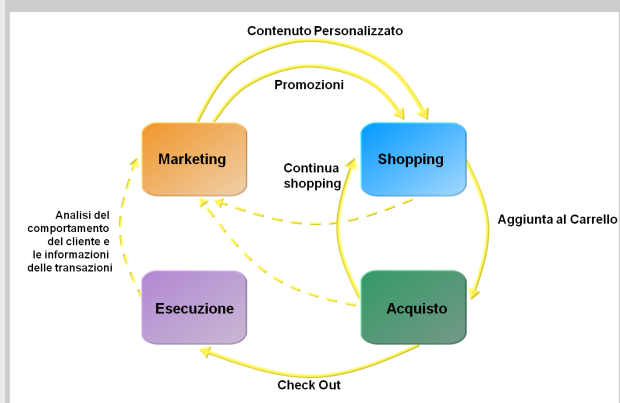 Contenuto Personalizzato
Promozioni
Marketing
Shopping
Continua
shopping
Analisi del
comportamento
del cliente e
le informazioni
delle transazioni
Aggiunta al Carrello
Esecuzione
Acquisto
Check Out